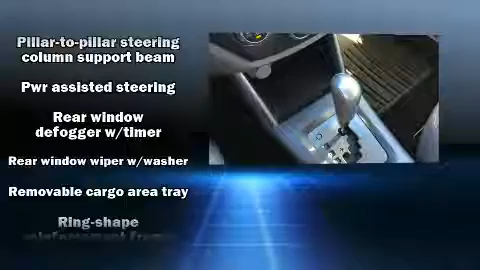 Pillar-to-pillar steering
column support beam
Pwr assisted steering
Rear window
defogger w/timer
Rear window wiper w/washer
Removable cargo area tray
Ring-shape